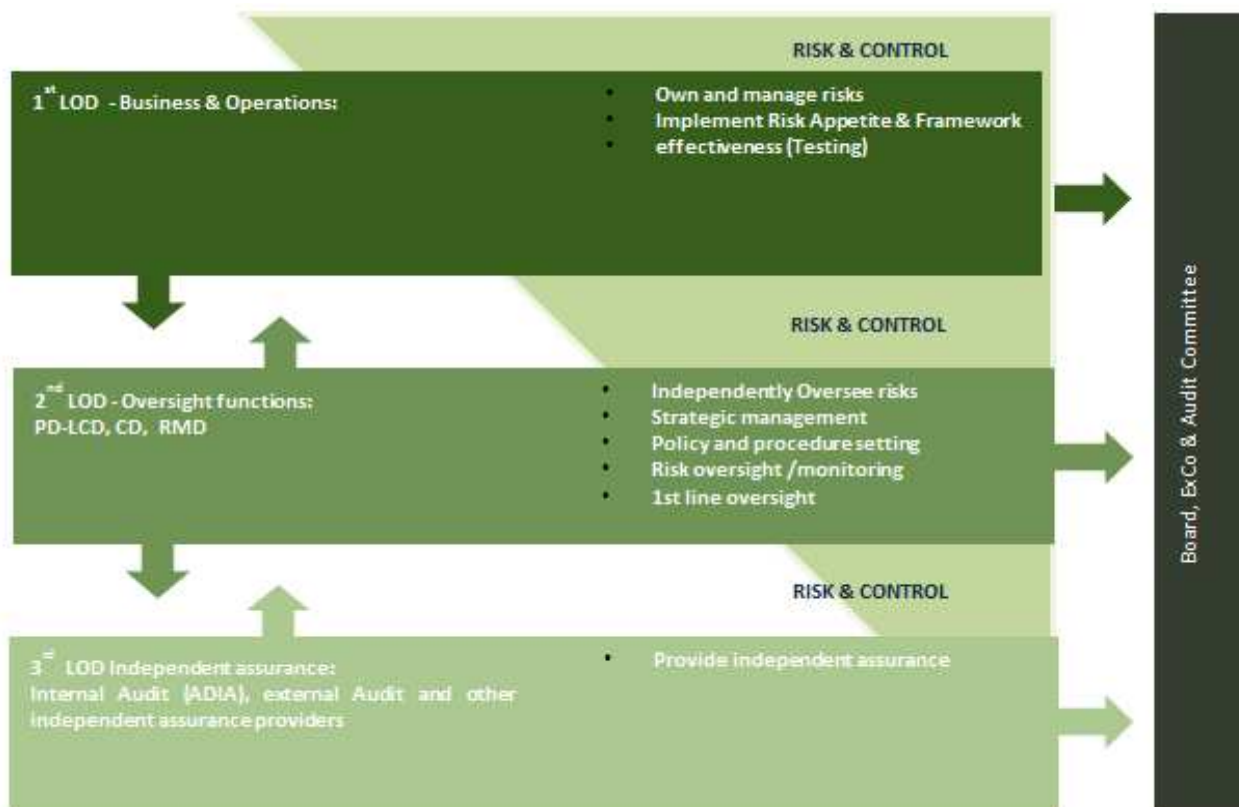 RISK & CONTROL
1st LOD - Business & Operations:
• Own and manage risks
• Implement Risk Appetite & Framework
• effectiveness (Testing)
RISK & CONTROL
2nd LOD - Oversight functions:
PD-LCD, CD, RMD
• Independently Oversee risks
• Strategic management
• Policy and procedure setting
• Risk oversight /monitoring
• 1st line oversight
RISK & CONTROL
3rd LOD Independent assurance:
Internal Audit (ADIA), external Audit and other
independent assurance providers
• Provide independent assurance
Board, ExCo & Audit Committee